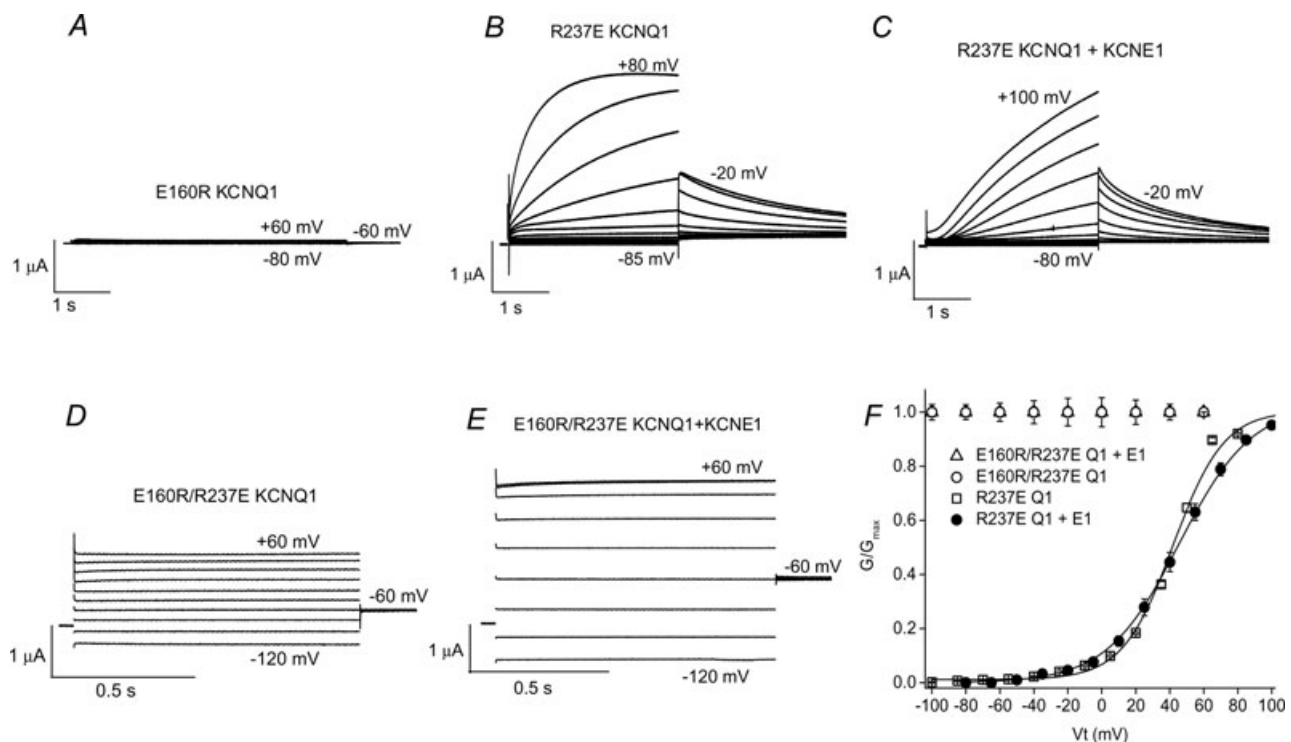 A
E160R KCNQ1
+60 mV
-60 mV
-80 mV
1 µA
1 s
B
R237E KCNQ1
+80 mV
-20 mV
-85 mV
1 µA
1 s
C
R237E KCNQ1 + KCNE1
+100 mV
-20 mV
-80 mV
1 µA
1 s
D
E160R/R237E KCNQ1
+60 mV
-60 mV
-120 mV
1 µA
0.5 s
E
E160R/R237E KCNQ1+KCNE1
+60 mV
-60 mV
-120 mV
1 µA
0.5 s
F
G/Gmax
1.0
0.8
0.6
0.4
0.2
0.0
E160R/R237E Q1 + E1
E160R/R237E Q1
R237E Q1
R237E Q1 + E1
-100 -80 -60 -40 -20 0 20 40 60 80 100
Vt (mV)